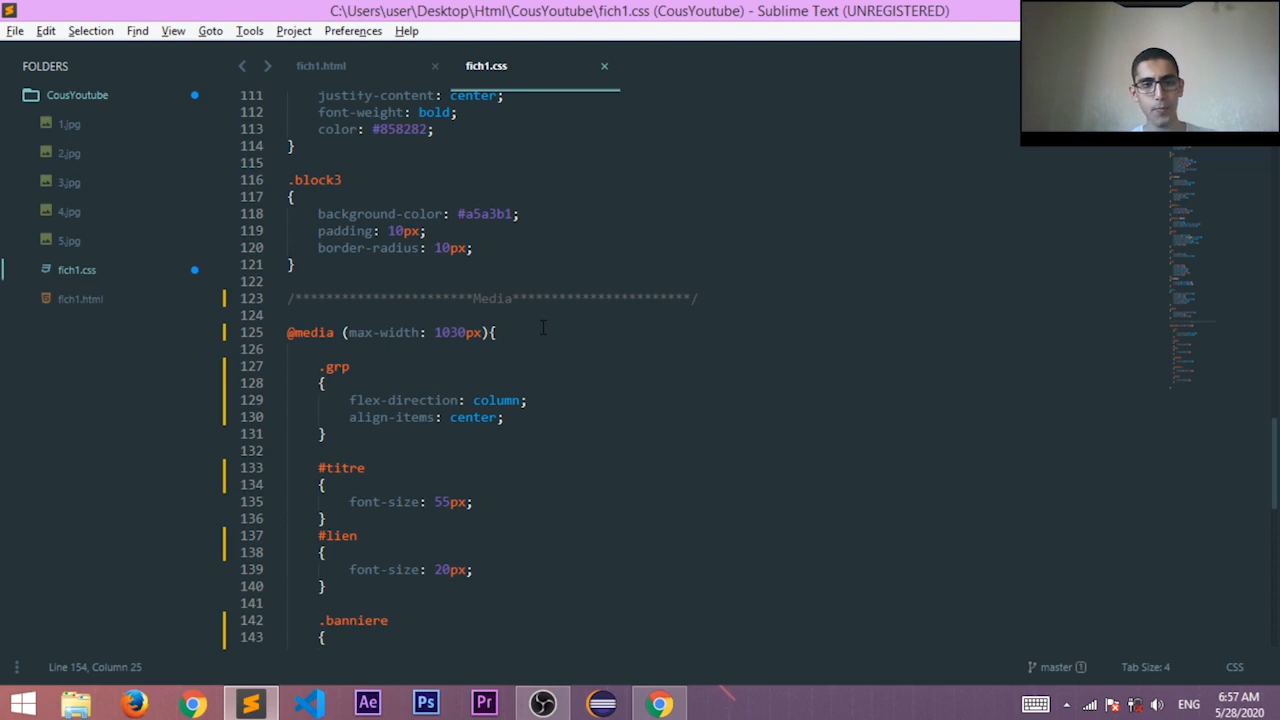 C:\Users\user\Desktop\Html\CousYoutube\fich1.css (CousYoutube) - Sublime Text (UNREGISTERED)
File Edit Selection Find View Goto Tools Project Preferences Help
FOLDERS
CousYoutube
1.jpg
2.jpg
3.jpg
4.jpg
5.jpg
fich1.css
fich1.html
fich1.html × fich1.css ×
111 justify-content: center;
112 font-weight: bold;
113 color: #858282;
114 }
115
116 .block3
117 {
118 background-color: #a5a3b1;
119 padding: 10px;
120 border-radius: 10px;
121 }
122
123 /***********************Media***********************/
124
125 @media (max-width: 1030px){
126
127 .grp
128 {
129 flex-direction: column;
130 align-items: center;
131 }
132
133 #titre
134 {
135 font-size: 55px;
136 }
137 #lien
138 {
139 font-size: 20px;
140 }
141
142 .banniere
143 {
Line 154, Column 25 master 1 Tab Size: 4 CSS
Ae Ps Pr ENG
6:57 AM
5/28/2020